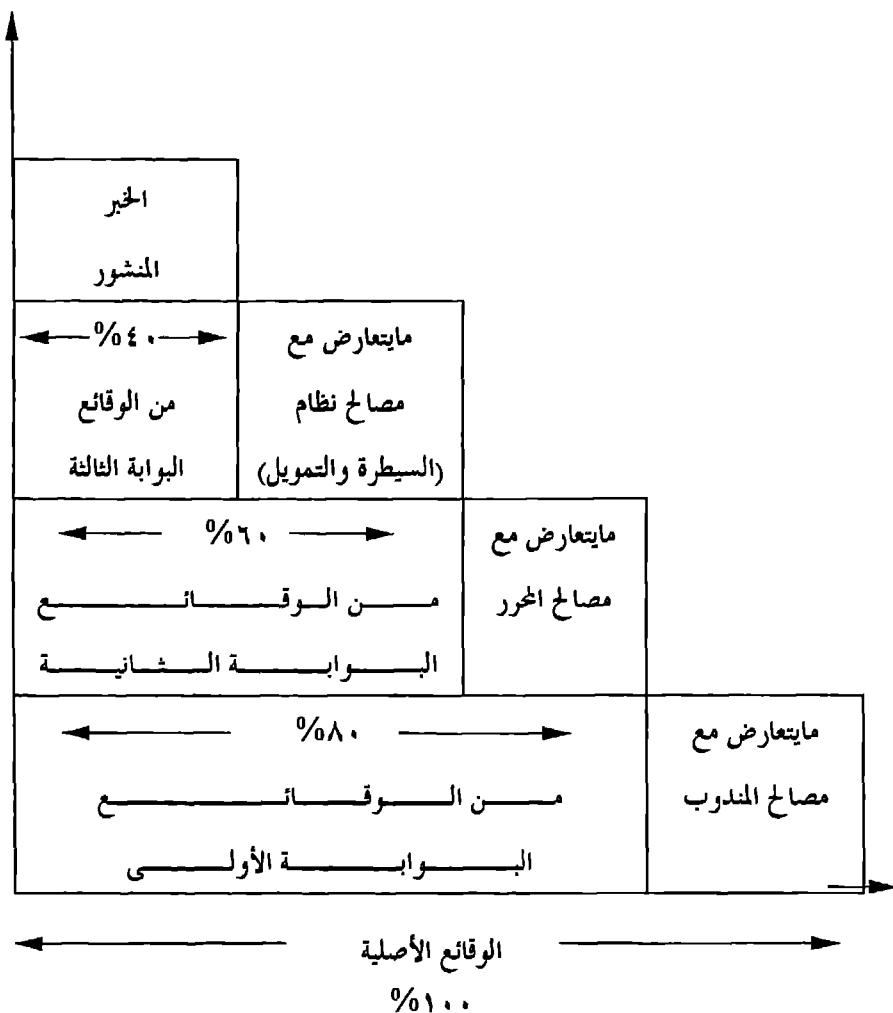 الخبر
المنشور
%٤٠
من الوقائع
البوابة الثالثة
مايتعارض مع
مصالح نظام
(السيطرة والتمويل)
%٦٠
من الوقائع
البوابة الثانية
مايتعارض مع
مصالح المحرر
%٨٠
من الوقائع
البوابة الأولى
مايتعارض مع
مصالح المندوب
الوقائع الأصلية
%١٠٠